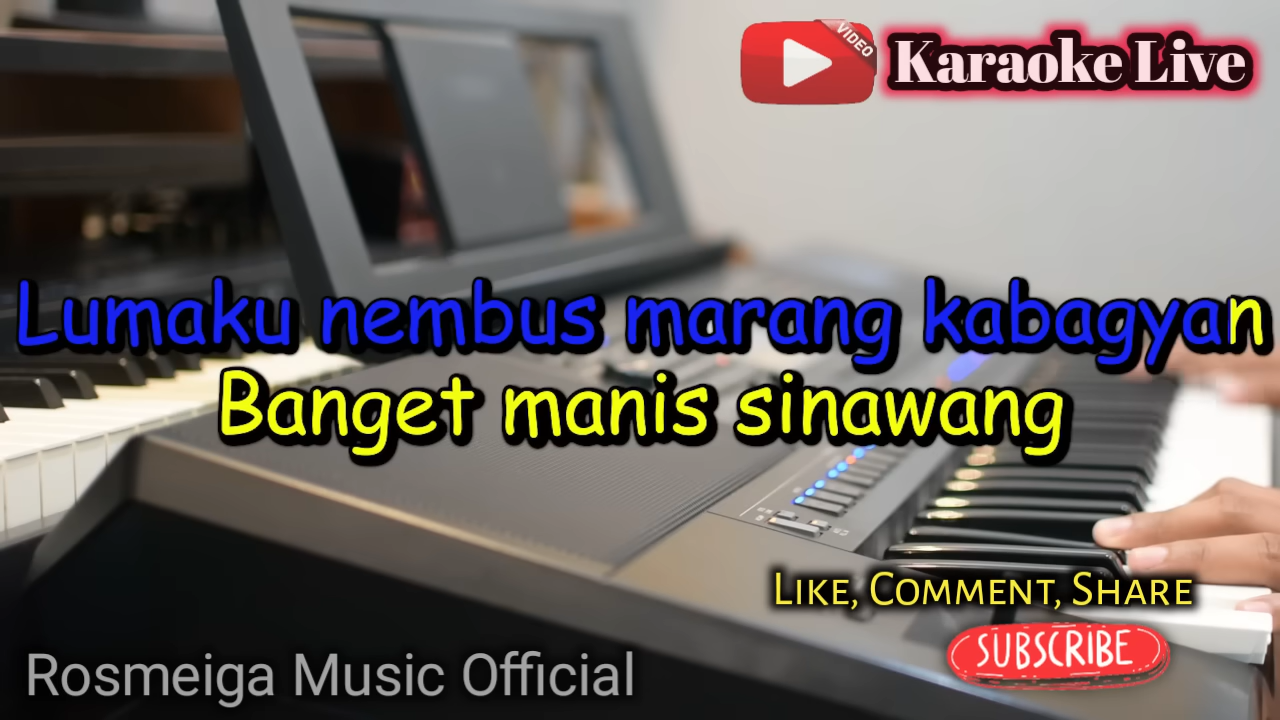 VIDEO
Karaoke Live
Lumaku nembus marang kabagyan
Banget manis sinawang
Like, Comment, Share
SUBSCRIBE
Rosmeiga Music Official